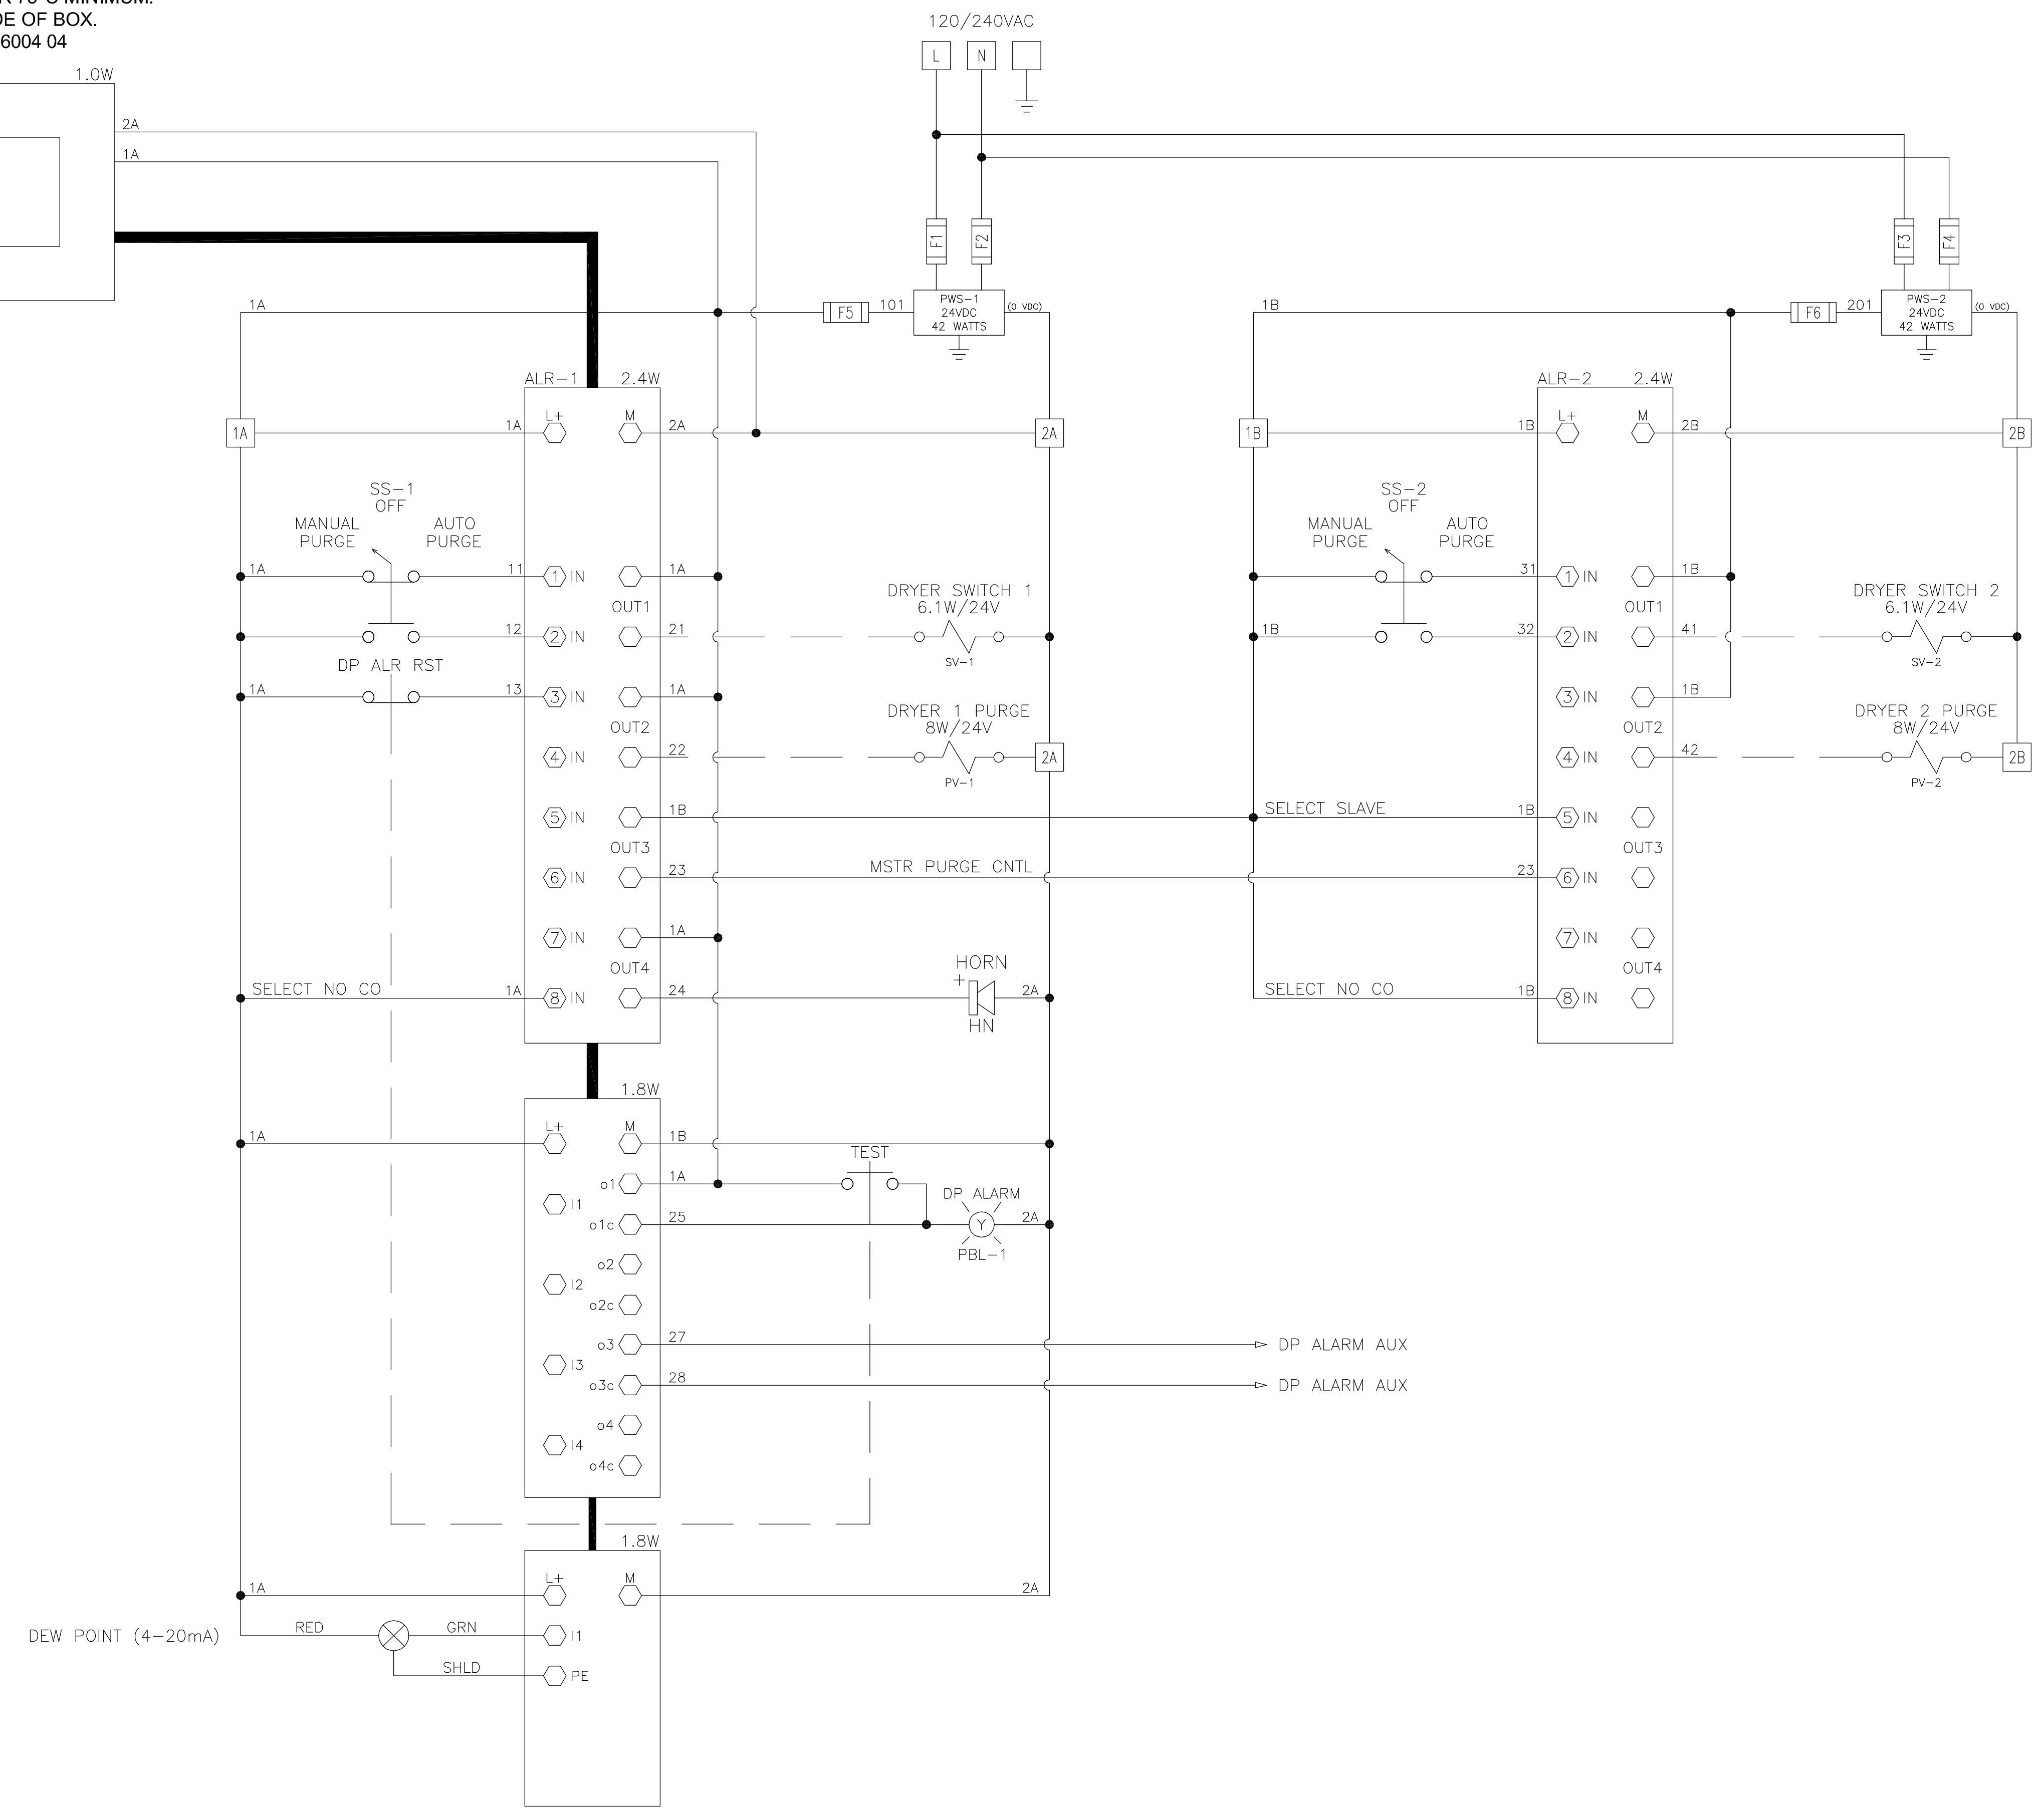 DE OF BOX.
6004 04
120/240VAC
L N
1.0W
2A
1A
F1 F2
F3 F4
1A
F5 101
PWS-1
24VDC
42 WATTS
(0 VDC)
1B
F6 201
PWS-2
24VDC
42 WATTS
(0 VDC)
ALR-1 2.4W
L+ M
1A 1A 2A 2A
ALR-2 2.4W
L+ M
1B 1B 2B 2B
SS-1
OFF
MANUAL
PURGE
AUTO
PURGE
SS-2
OFF
MANUAL
PURGE
AUTO
PURGE
1A 11 1 IN 1A
31 1 IN 1B
OUT1
DRYER SWITCH 1
6.1W/24V
OUT1
DRYER SWITCH 2
6.1W/24V
12 2 IN 21
SV-1
1B 32 2 IN 41
SV-2
DP ALR RST
1A 13 3 IN 1A
3 IN 1B
OUT2
DRYER 1 PURGE
8W/24V
OUT2
DRYER 2 PURGE
8W/24V
4 IN 22 2A
PV-1
4 IN 42 2B
PV-2
5 IN 1B
SELECT SLAVE 1B 5 IN
OUT3
OUT3
6 IN 23 MSTR PURGE CNTL 23 6 IN
7 IN 1A
7 IN
OUT4
OUT4
HORN
+
SELECT NO CO 1A 8 IN 24 2A
HN
SELECT NO CO 1B 8 IN
1.8W
L+ M
1A 1B
TEST
o1 1A
I1
DP ALARM
o1c 25 Y 2A
PBL-1
o2
I2
o2c
o3 27 DP ALARM AUX
I3
o3c 28 DP ALARM AUX
o4
I4
o4c
1.8W
L+ M
1A 2A
DEW POINT (4-20mA) RED GRN I1
SHLD PE